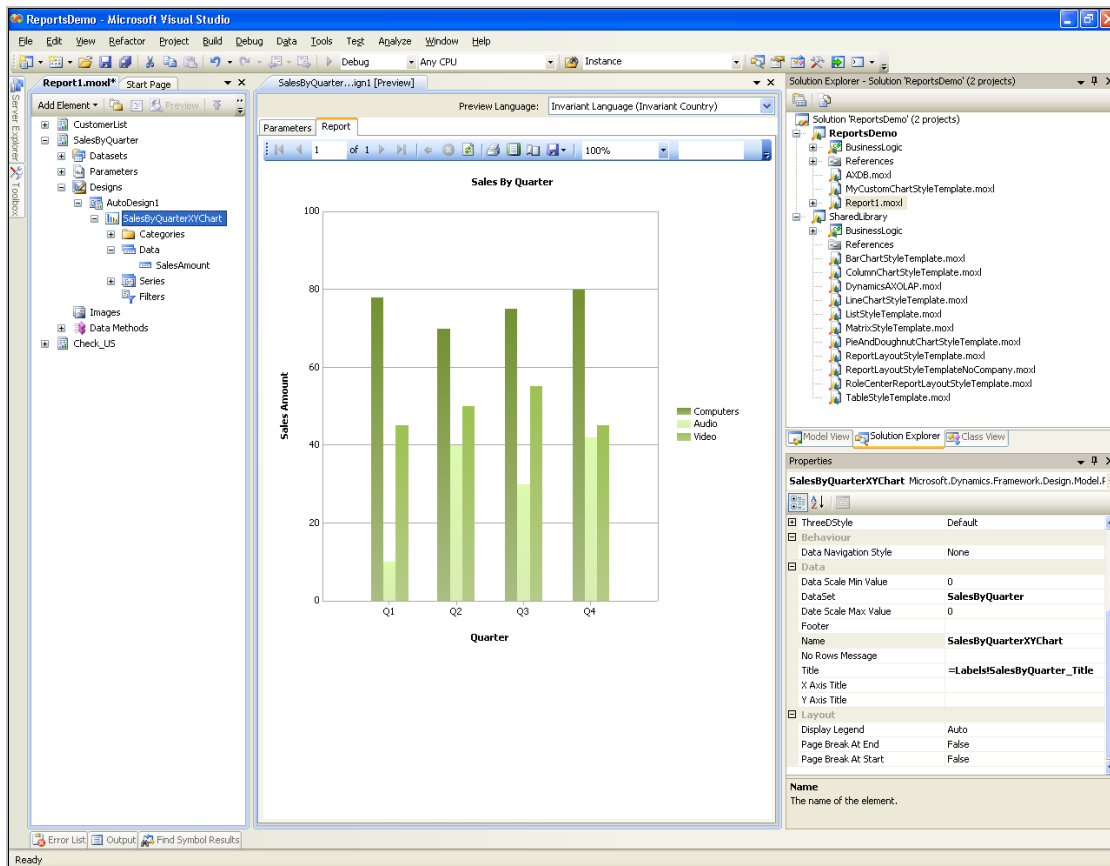 ReportsDemo - Microsoft Visual Studio
File Edit View Refactor Project Build Debug Data Tools Test Analyze Window Help
Debug Any CPU Instance
Server Explorer
Toolbox
Report1.moxl* Start Page
Add Element Preview
CustomerList
SalesByQuarter
Datasets
Parameters
Designs
AutoDesign1
SalesByQuarterXYChart
Categories
Data
SalesAmount
Series
Filters
Images
Data Methods
Check_US
SalesByQuarter...ign1 [Preview]
Preview Language: Invariant Language (Invariant Country)
Parameters Report
1 of 1 100%
Sales By Quarter
100
80
60
40
20
0
Sales Amount
Q1 Q2 Q3 Q4
Quarter
Computers
Audio
Video
Solution Explorer - Solution 'ReportsDemo' (2 projects)
Solution 'ReportsDemo' (2 projects)
ReportsDemo
BusinessLogic
References
AXDB.moxl
MyCustomChartStyleTemplate.moxl
Report1.moxl
SharedLibrary
BusinessLogic
References
BarChartStyleTemplate.moxl
ColumnChartStyleTemplate.moxl
DynamicsAXOLAP.moxl
LineChartStyleTemplate.moxl
ListStyleTemplate.moxl
MatrixStyleTemplate.moxl
PieAndDoughnutChartStyleTemplate.moxl
ReportLayoutStyleTemplate.moxl
ReportLayoutStyleTemplateNoCompany.moxl
RoleCenterReportLayoutStyleTemplate.moxl
TableStyleTemplate.moxl
Model View Solution Explorer Class View
Properties
SalesByQuarterXYChart Microsoft.Dynamics.Framework.Design.Model.F
ThreeDStyle Default
Behaviour
Data Navigation Style None
Data
Data Scale Min Value 0
DataSet SalesByQuarter
Date Scale Max Value 0
Footer
Name SalesByQuarterXYChart
No Rows Message
Title =Labels!SalesByQuarter_Title
X Axis Title
Y Axis Title
Layout
Display Legend Auto
Page Break At End False
Page Break At Start False
Name
The name of the element.
Error List Output Find Symbol Results
Ready